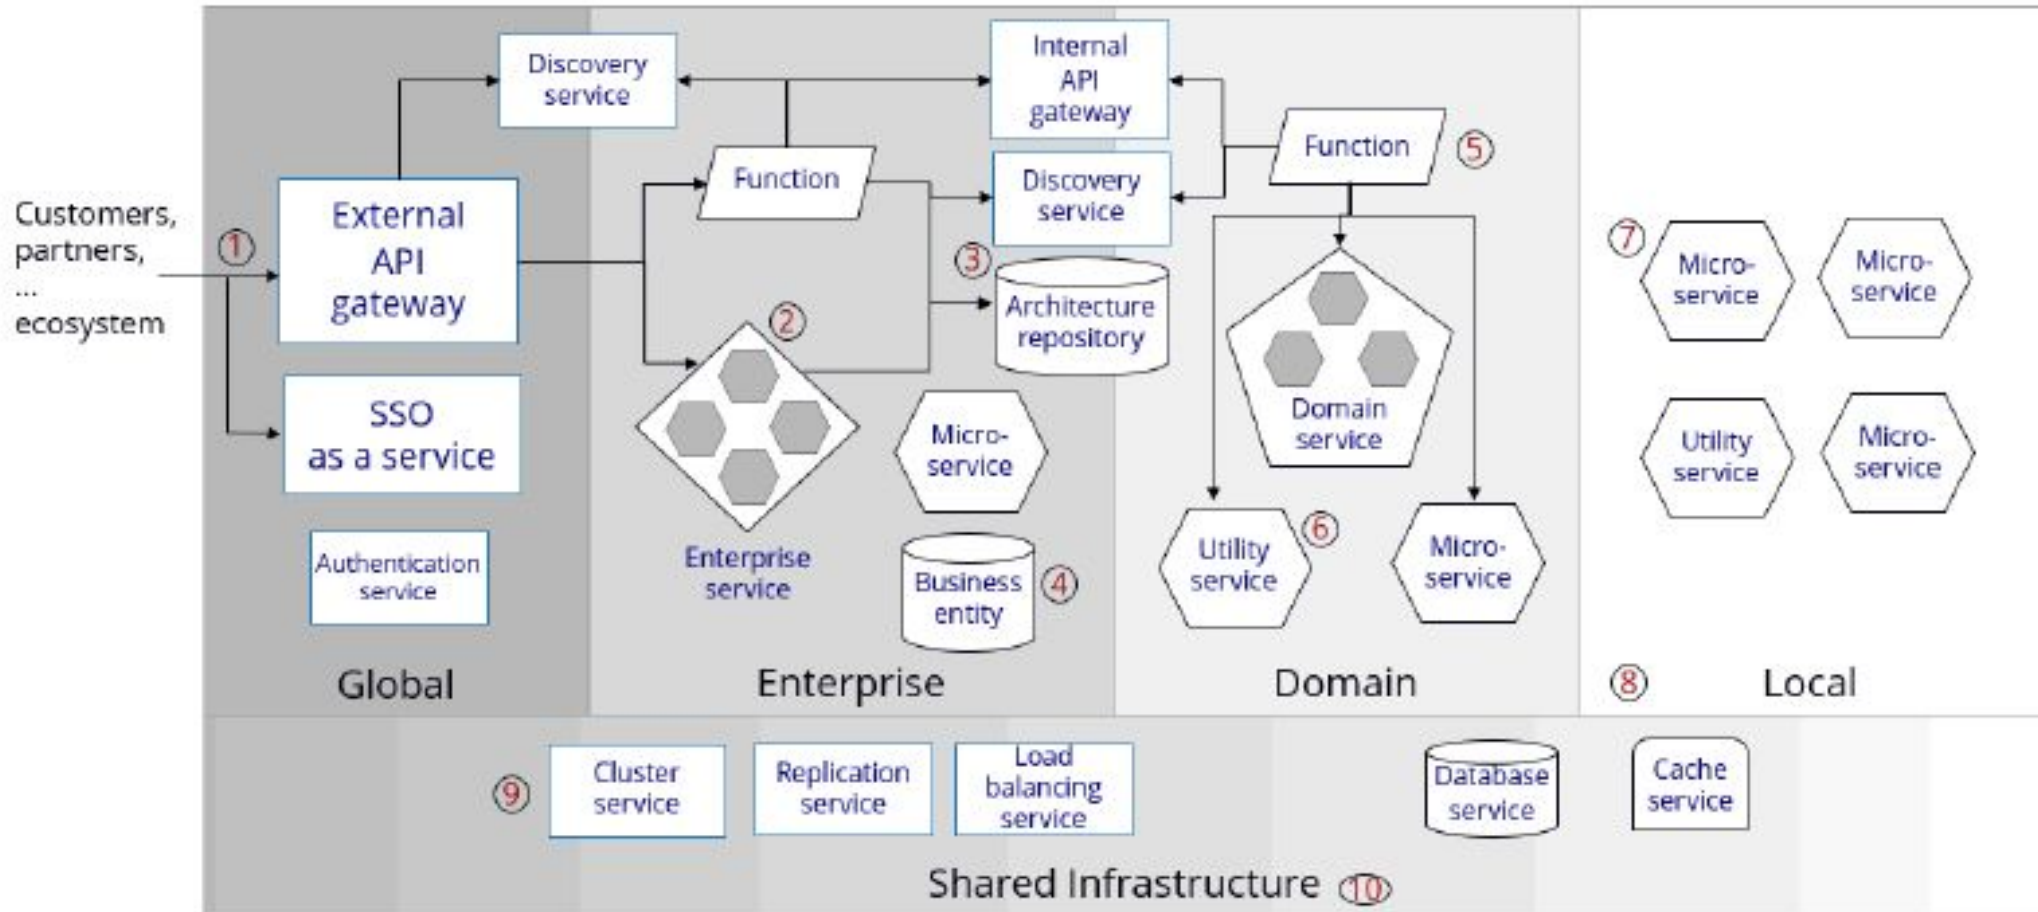 Customers,
partners,
...
ecosystem
①
External
API
gateway
SSO
as a service
Authentication
service
Global
Discovery
service
Function
②
Enterprise
service
Micro-
service
Business
entity
④
Enterprise
Internal
API
gateway
Discovery
service
③
Architecture
repository
Function
⑤
Domain
service
Utility
service
⑥
Micro-
service
Domain
⑦
Micro-
service
Micro-
service
Utility
service
Micro-
service
⑧
Local
⑨
Cluster
service
Replication
service
Load
balancing
service
Database
service
Cache
service
Shared Infrastructure ⑩